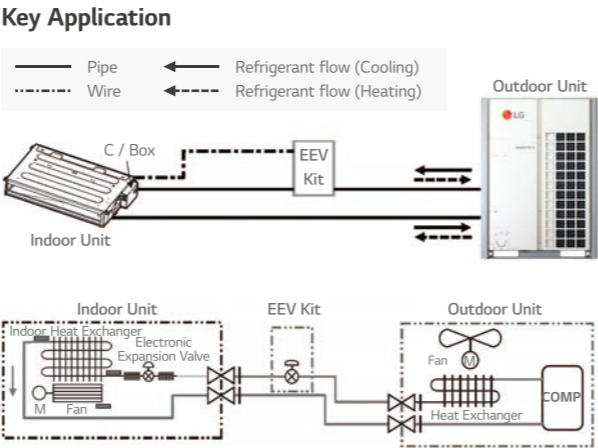 Key Application
Pipe
Refrigerant flow (Cooling)
Wire
Refrigerant flow (Heating)
Outdoor Unit
LG
C / Box
EEV
Kit
Indoor Unit
Indoor Unit
EEV Kit
Outdoor Unit
Indoor Heat Exchanger
Electronic
Expansion Valve
Fan
M
COMP
M
Fan
Heat Exchanger